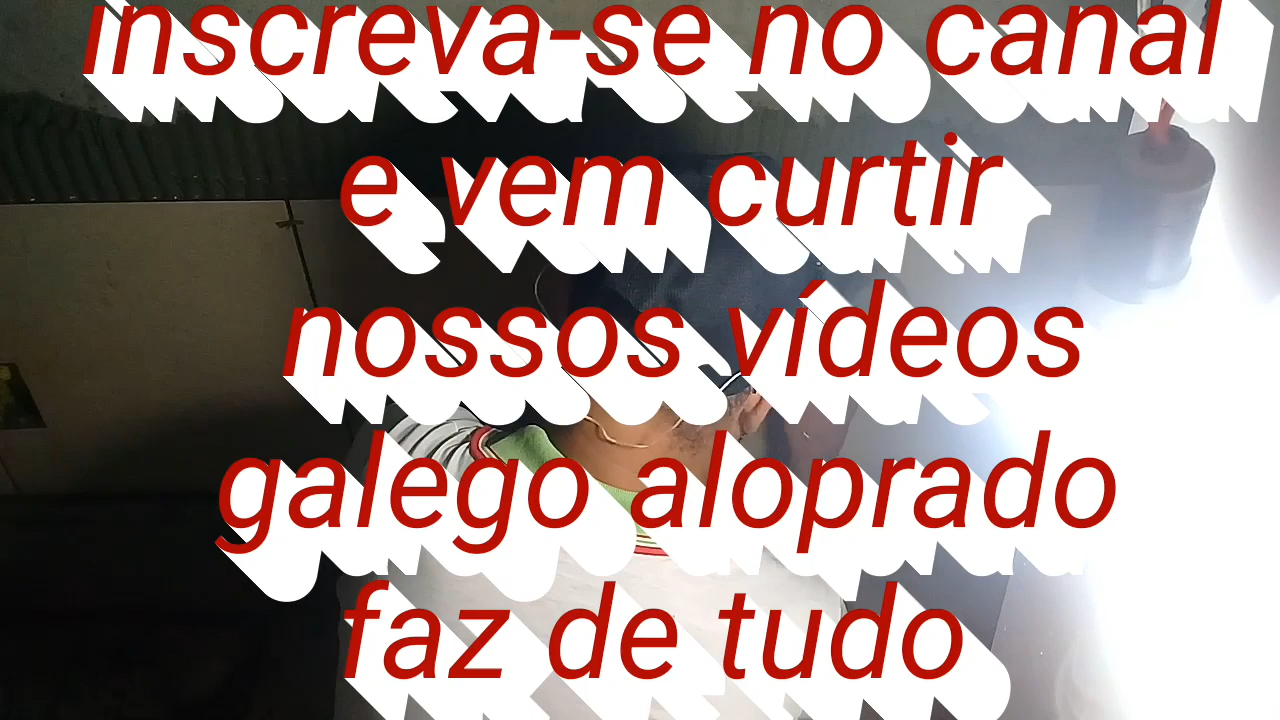 inscreva-se no canal
e vem curtir
nossos vídeos
galego aloprado
faz de tudo